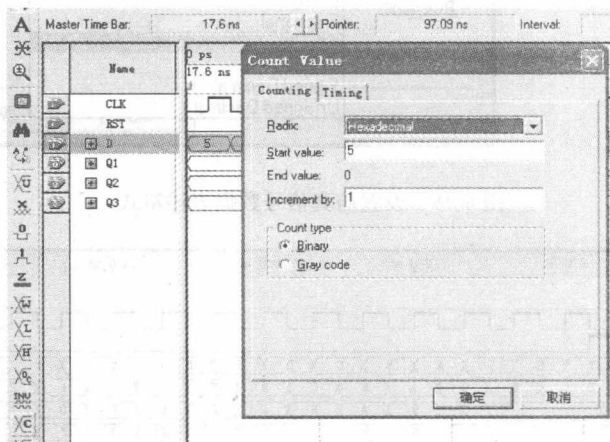 Master Time Bar: 17.6 ns Pointer: 97.09 ns Interval:
Name
0 ps
17.6 ns
CLK
RST
D 5
Q1
Q2
Q3
Count Value
Counting Timing
Radix: Hexadecimal
Start value: 5
End value: 0
Increment by: 1
Count type
Binary
Gray code
确定 取消